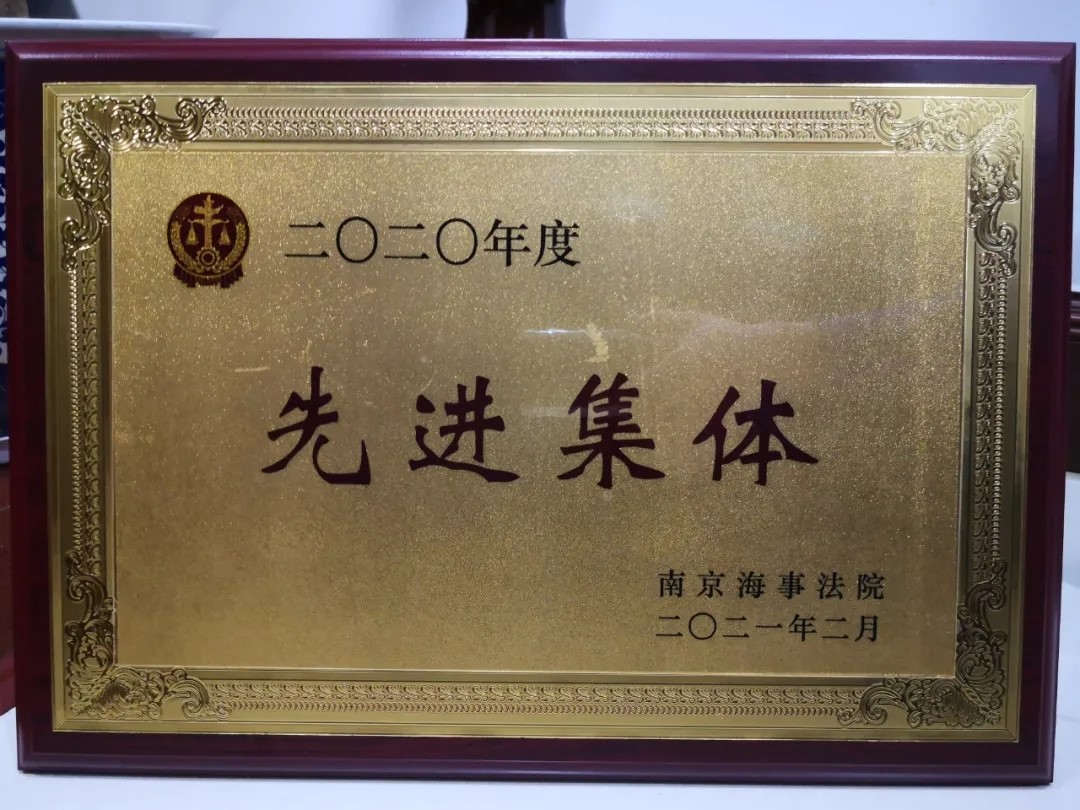 二〇二〇年度
先进集体
南京海事法院
二〇二一年二月